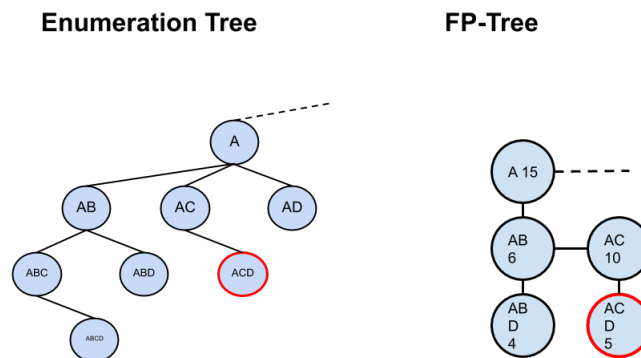 Enumeration Tree
FP-Tree
A
AB
AC
AD
ABC
ABD
ACD
ABCD
A 15
AB
6
AC
10
AB
D
4
AC
D
5